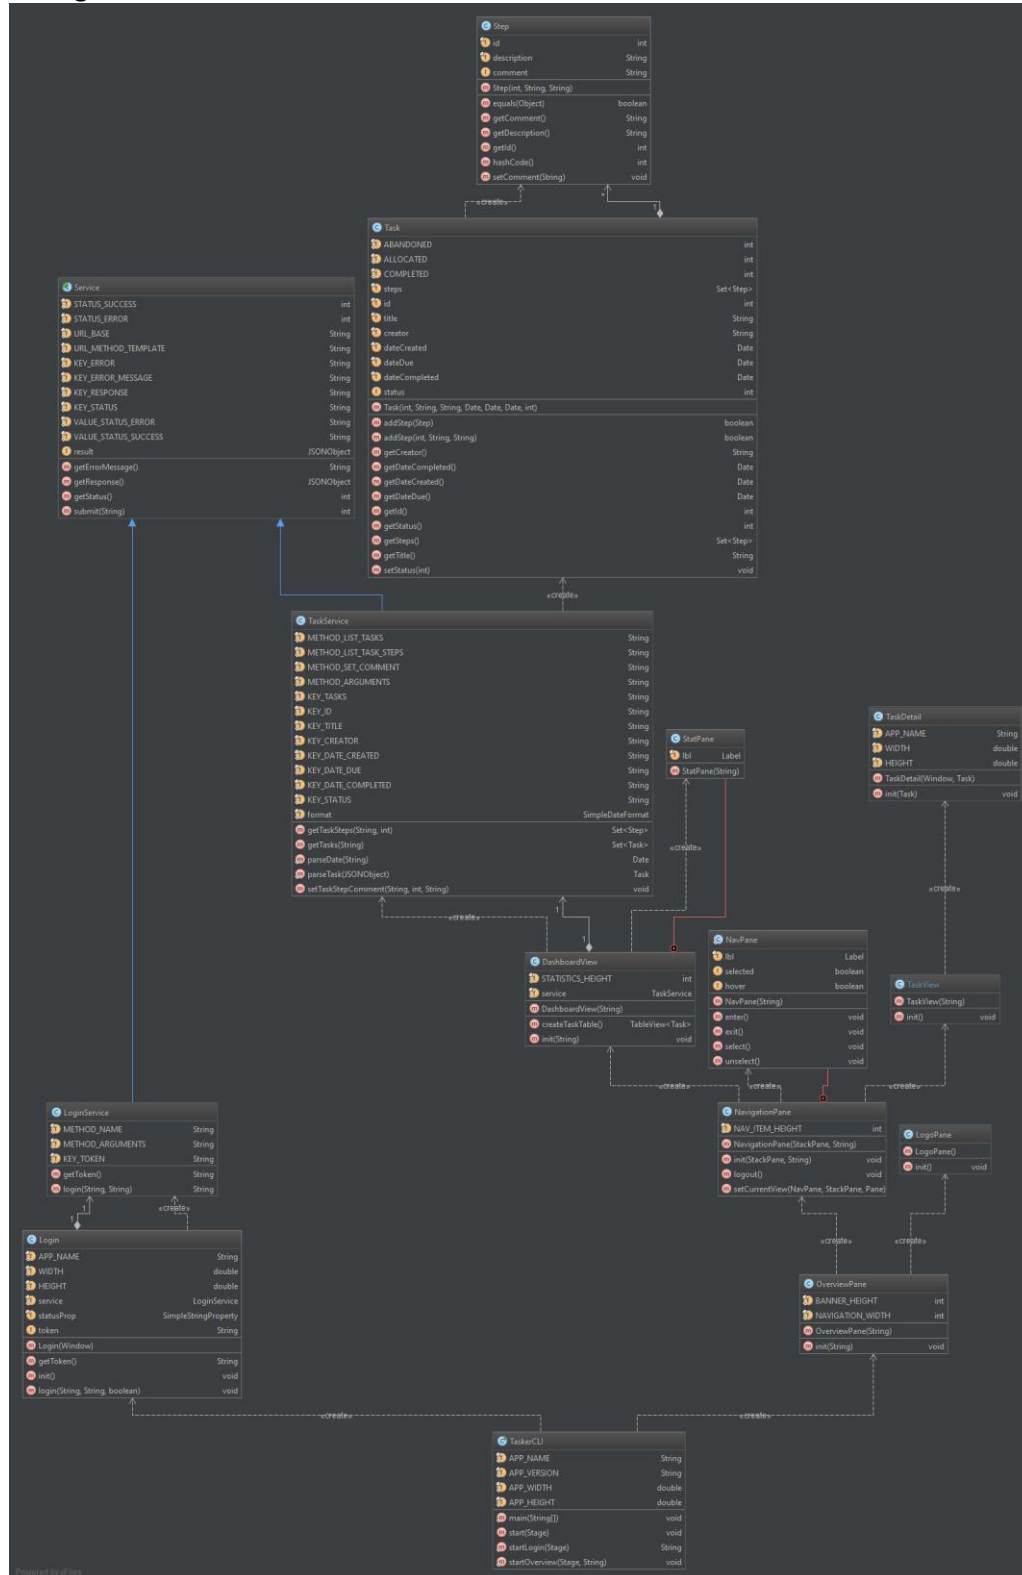 Step
id int
description String
comment String
Step(int, String, String)
equals(Object) boolean
getComment() String
getDescription() String
getId() int
hashCode() int
setComment(String) void
«create»
*
1
Task
ABANDONED int
ALLOCATED int
COMPLETED int
steps Set<Step>
id int
title String
creator String
dateCreated Date
dateDue Date
dateCompleted Date
status int
Task(int, String, String, Date, Date, Date, int)
addStep(Step) boolean
addStep(int, String, String) boolean
getCreator() String
getDateCompleted() Date
getDateCreated() Date
getDateDue() Date
getId() int
getStatus() int
getSteps() Set<Step>
getTitle() String
setStatus(int) void
Service
STATUS_SUCCESS int
STATUS_ERROR int
URL_BASE String
URL_METHOD_TEMPLATE String
KEY_ERROR String
KEY_ERROR_MESSAGE String
KEY_RESPONSE String
KEY_STATUS String
VALUE_STATUS_ERROR String
VALUE_STATUS_SUCCESS String
result JSONObject
getErrorMessage() String
getResponse() JSONObject
getStatus() int
submit(String) int
«create»
TaskService
METHOD_LIST_TASKS String
METHOD_LIST_TASK_STEPS String
METHOD_SET_COMMENT String
METHOD_ARGUMENTS String
KEY_TASKS String
KEY_ID String
KEY_TITLE String
KEY_CREATOR String
KEY_DATE_CREATED String
KEY_DATE_DUE String
KEY_DATE_COMPLETED String
KEY_STATUS String
format SimpleDateFormat
getTaskSteps(String, int) Set<Step>
getTasks(String) Set<Task>
parseDate(String) Date
parseTask(JSONObject) Task
setTaskStepComment(String, int, String) void
StatPane
lbl Label
StatPane(String)
TaskDetail
APP_NAME String
WIDTH double
HEIGHT double
TaskDetail(Window, Task)
init(Task) void
«create»
«create»
«create»
1
1
DashboardView
STATISTICS_HEIGHT int
service TaskService
DashboardView(String)
createTaskTable() TableView<Task>
init(String) void
NavPane
lbl Label
selected boolean
hover boolean
NavPane(String)
enter() void
exit() void
select() void
unselect() void
TaskView
TaskView(String)
init() void
«create»
«create»
«create»
LoginService
METHOD_NAME String
METHOD_ARGUMENTS String
KEY_TOKEN String
getToken() String
login(String, String) String
NavigationPane
NAV_ITEM_HEIGHT int
NavigationPane(StackPane, String)
init(StackPane, String) void
logout() void
setCurrentView(NavPane, StackPane, Pane) void
LogoPane
LogoPane()
init() void
1
1
«create»
Login
APP_NAME String
WIDTH double
HEIGHT double
service LoginService
statusProp SimpleStringProperty
token String
Login(Window)
getToken() String
init() void
login(String, String, boolean) void
«create»
«create»
OverviewPane
BANNER_HEIGHT int
NAVIGATION_WIDTH int
OverviewPane(String)
init(String) void
«create»
«create»
TaskerCLI
APP_NAME String
APP_VERSION String
APP_WIDTH double
APP_HEIGHT double
main(String[]) void
start(Stage) void
startLogin(Stage) String
startOverview(Stage, String) void
Powered by yFiles